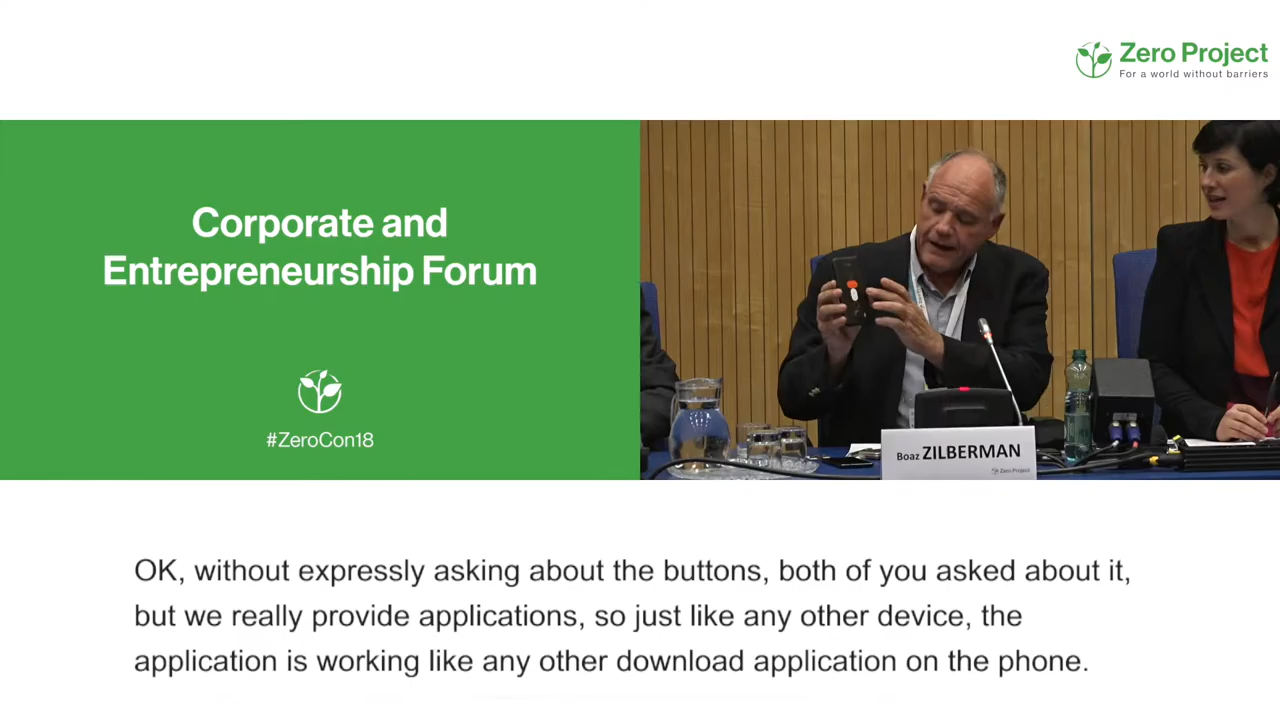 Zero Project
For a world without barriers
Corporate and
Entrepreneurship Forum
#ZeroCon18
Boaz ZILBERMAN
Zero Project
OK, without expressly asking about the buttons, both of you asked about it,
but we really provide applications, so just like any other device, the
application is working like any other download application on the phone.